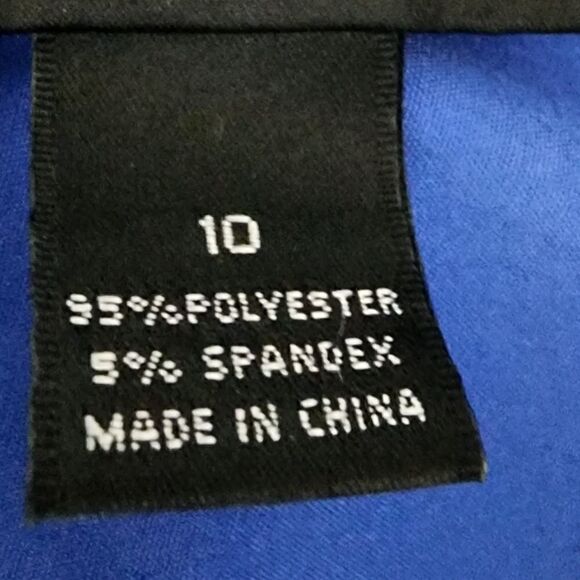 10
95% POLYESTER
5% SPANDEX
MADE IN CHINA